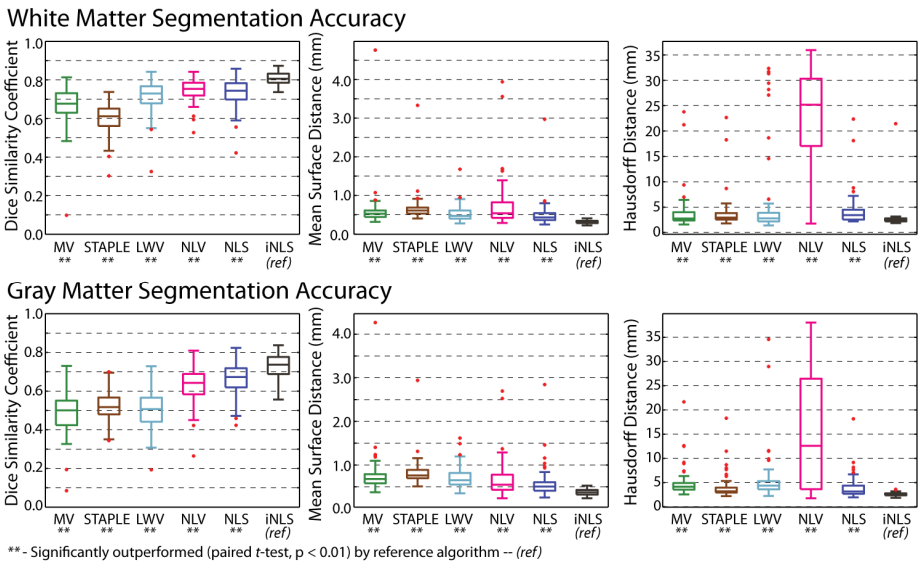 White Matter Segmentation Accuracy
Dice Similarity Coefficient
1.0
0.8
0.6
0.4
0.2
0.0
MV STAPLE LWV NLV NLS iNLS
** ** ** ** ** (ref)
Mean Surface Distance (mm)
4.0
3.0
2.0
1.0
0.0
MV STAPLE LWV NLV NLS iNLS
** ** ** ** ** (ref)
Hausdorff Distance (mm)
35
30
25
20
15
10
5
0
MV STAPLE LWV NLV NLS iNLS
** ** ** ** ** (ref)
Gray Matter Segmentation Accuracy
Dice Similarity Coefficient
1.0
0.8
0.6
0.4
0.2
0.0
MV STAPLE LWV NLV NLS iNLS
** ** ** ** ** (ref)
Mean Surface Distance (mm)
4.0
3.0
2.0
1.0
0.0
MV STAPLE LWV NLV NLS iNLS
** ** ** ** ** (ref)
Hausdorff Distance (mm)
35
30
25
20
15
10
5
0
MV STAPLE LWV NLV NLS iNLS
** ** ** ** ** (ref)
** - Significantly outperformed (paired t-test, p < 0.01) by reference algorithm -- (ref)